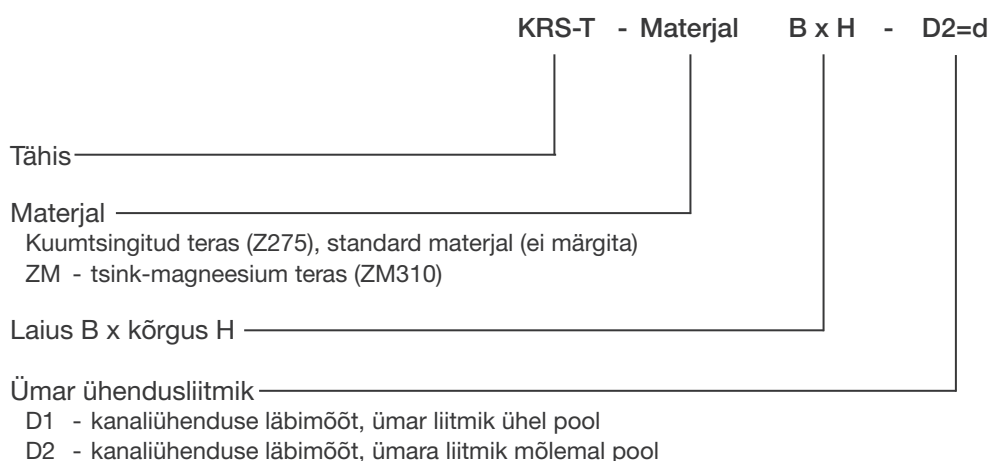 KRS-T - Materjal B x H - D2=d
Tähis
Materjal
Kuumtsingitud teras (Z275), standard materjal (ei märgita)
ZM - tsink-magneesium teras (ZM310)
Laius B x kõrgus H
Ümar ühendusliitmik
D1 - kanaliühenduse läbimõõt, ümar liitmik ühel pool
D2 - kanaliühenduse läbimõõt, ümara liitmik mõlemal pool